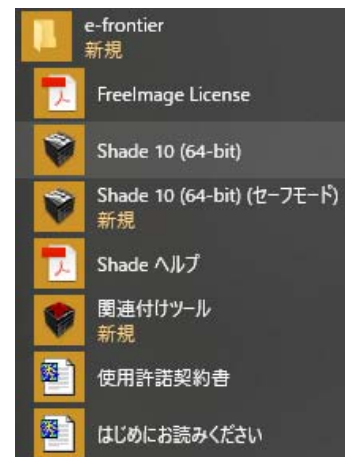 e-frontier
新規
FreeImage License
Shade 10 (64-bit)
Shade 10 (64-bit) (セーフモード)
新規
Shade ヘルプ
関連付けツール
新規
使用許諾契約書
はじめにお読みください